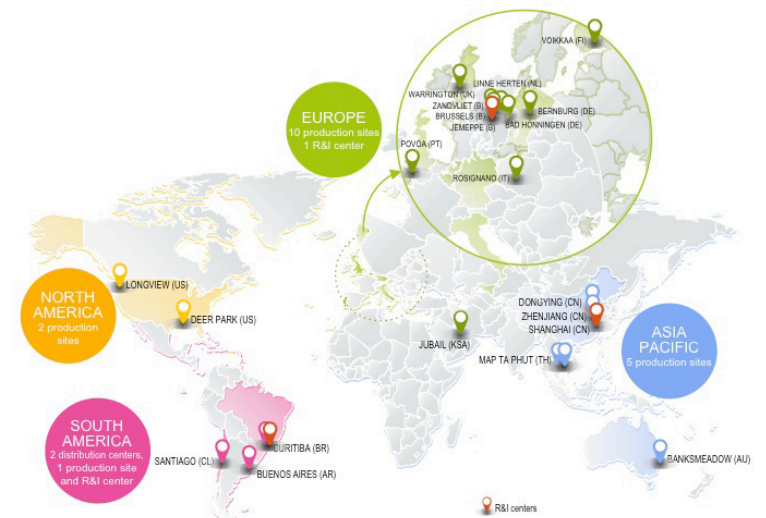 VOIKKAA (FI)
LINNE HERTEN (NL)
WARRINGTON (UK)
ZANDVLIET (B)
BERNBURG (DE)
BRUSSELS (B)
JEMEPPE (B)
BAD HÖNNINGEN (DE)
EUROPE
10 production sites
1 R&I center
PÓVOA (PT)
ROSIGNANO (IT)
NORTH
AMERICA
2 production
sites
LONGVIEW (US)
DEER PARK (US)
DONGYING (CN)
ZHENJIANG (CN)
SHANGHAI (CN)
JUBAIL (KSA)
MAP TA PHUT (TH)
ASIA
PACIFIC
5 production sites
SOUTH
AMERICA
2 distribution centers,
1 production site
and R&I center
CURITIBA (BR)
SANTIAGO (CL)
BUENOS AIRES (AR)
BANKSMEADOW (AU)
R&I centers